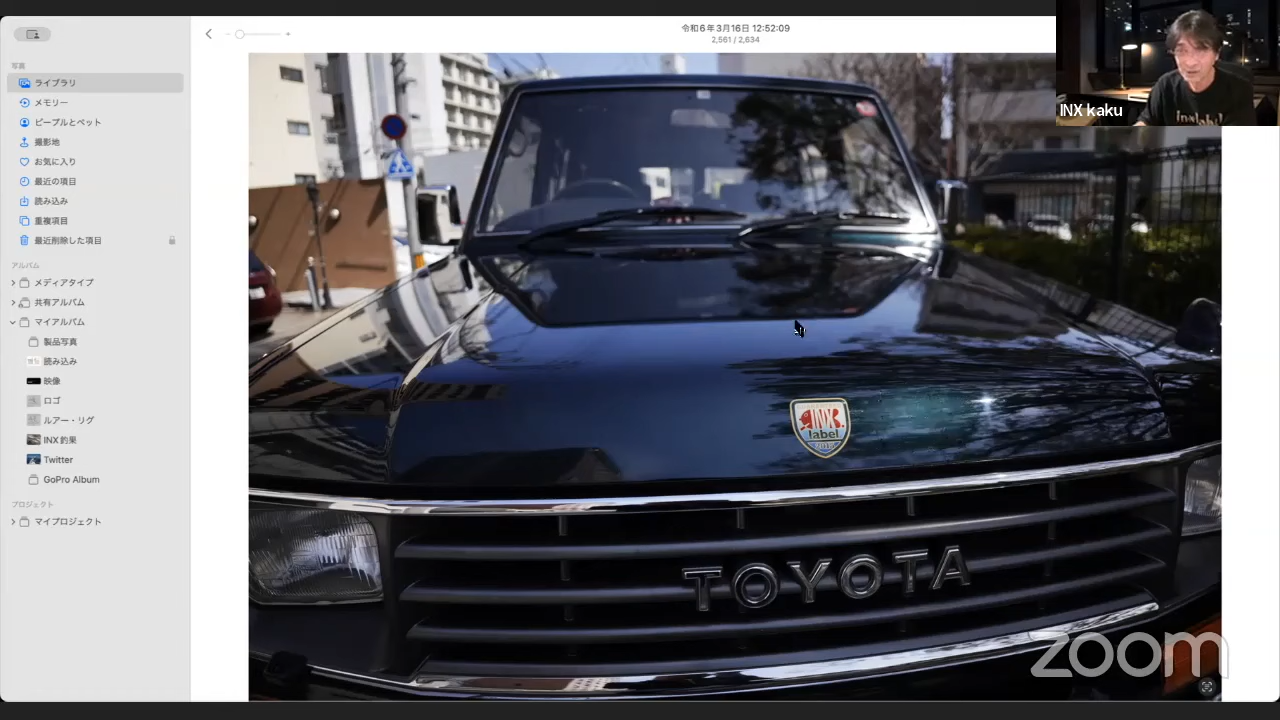 令和6年3月16日 12:52:09
2,561 / 2,634
写真
ライブラリ
メモリー
ピープルとペット
撮影地
お気に入り
最近の項目
読み込み
重複項目
最近削除した項目
アルバム
メディアタイプ
共有アルバム
マイアルバム
製品写真
読み込み
映像
ロゴ
ルアー・リグ
INX 釣果
Twitter
GoPro Album
プロジェクト
マイプロジェクト
INX kaku
INX
label
TOYOTA
zoom